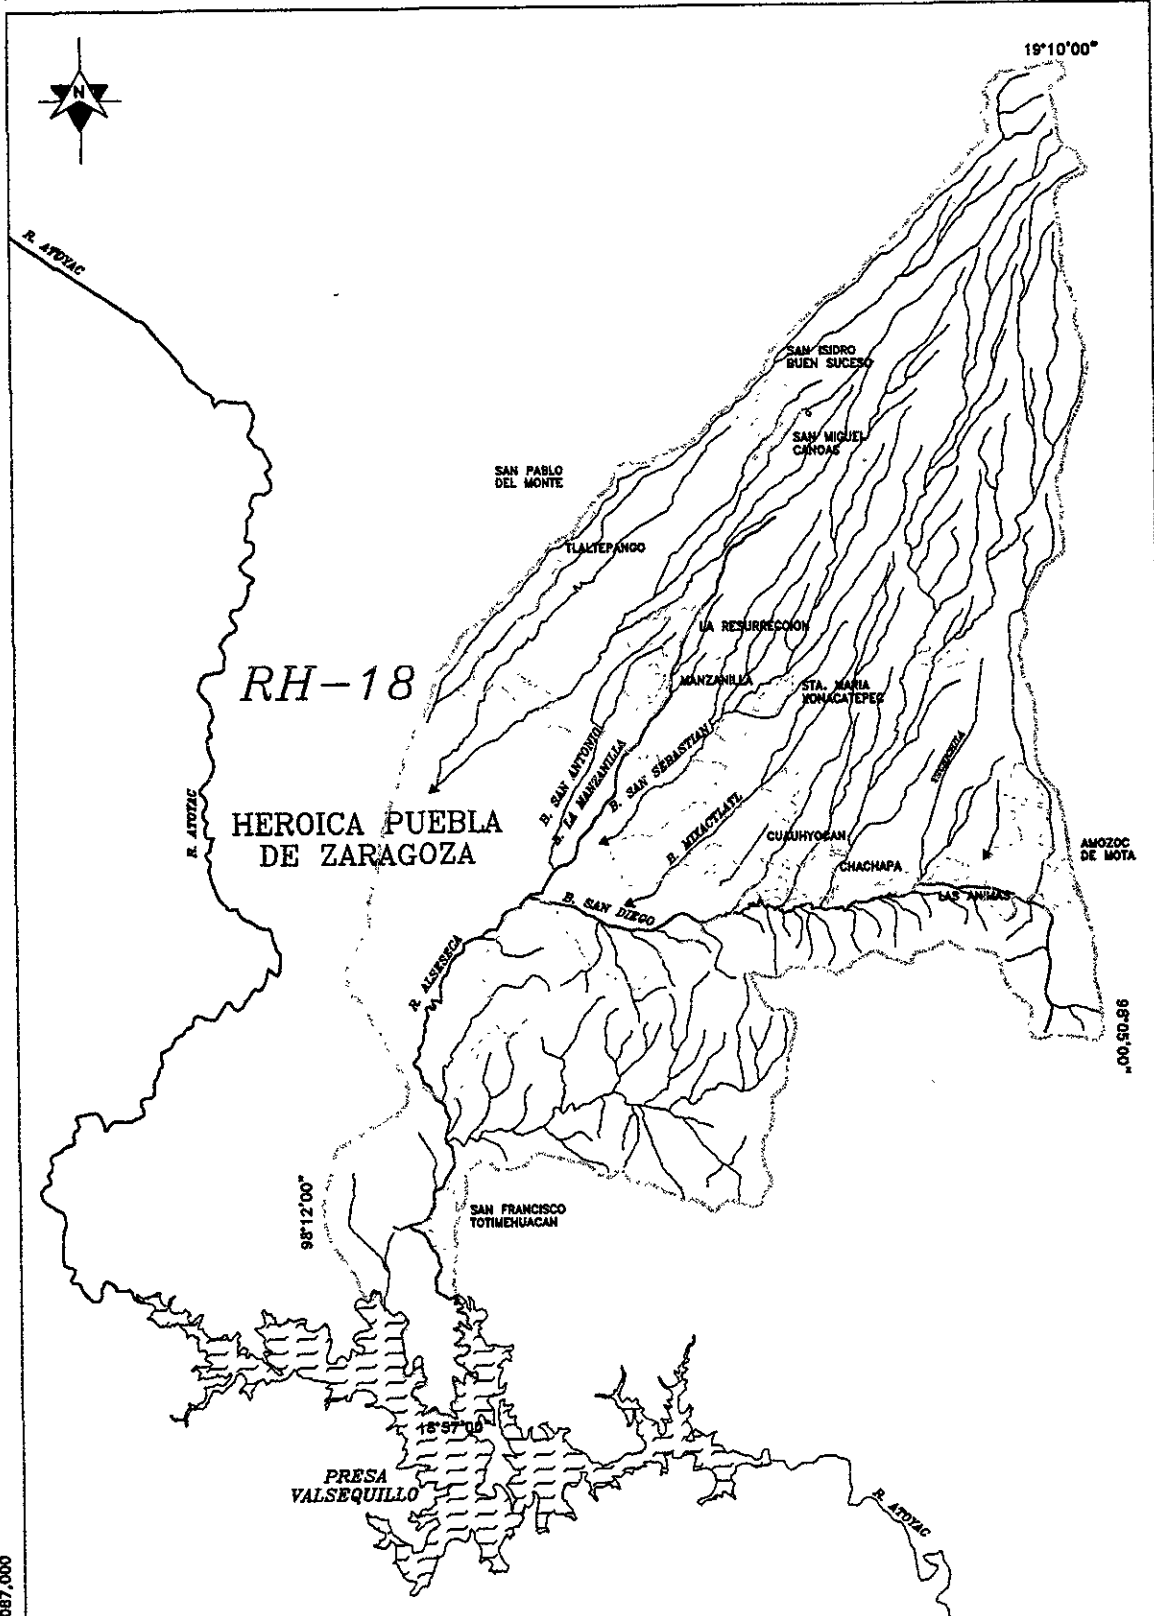 19°10'00"
N
R. ATOYAC
SAN ISIDRO
BUEN SUCESO
SAN MIGUEL
CANOAS
SAN PABLO
DEL MONTE
TLALTEPANGO
LA RESURRECCION
RH-18
MANZANILLA
STA. MARIA
XONACATEPEC
B. SAN ANTONIO
B. LA MANZANILLA
B. SAN SEBASTIAN
R. ATOYAC
HEROICA PUEBLA
DE ZARAGOZA
B. MIXACTLATL
CUAUHYOCAN
CHACHAPA
AMOZOC
DE MOTA
LAS ANIMAS
B. SAN DIEGO
R. ALSESECA
98°05'00"
98°12'00"
SAN FRANCISCO
TOTIMEHUACAN
18°57'00"
PRESA
VALSEQUILLO
R. ATOYAC
087,000